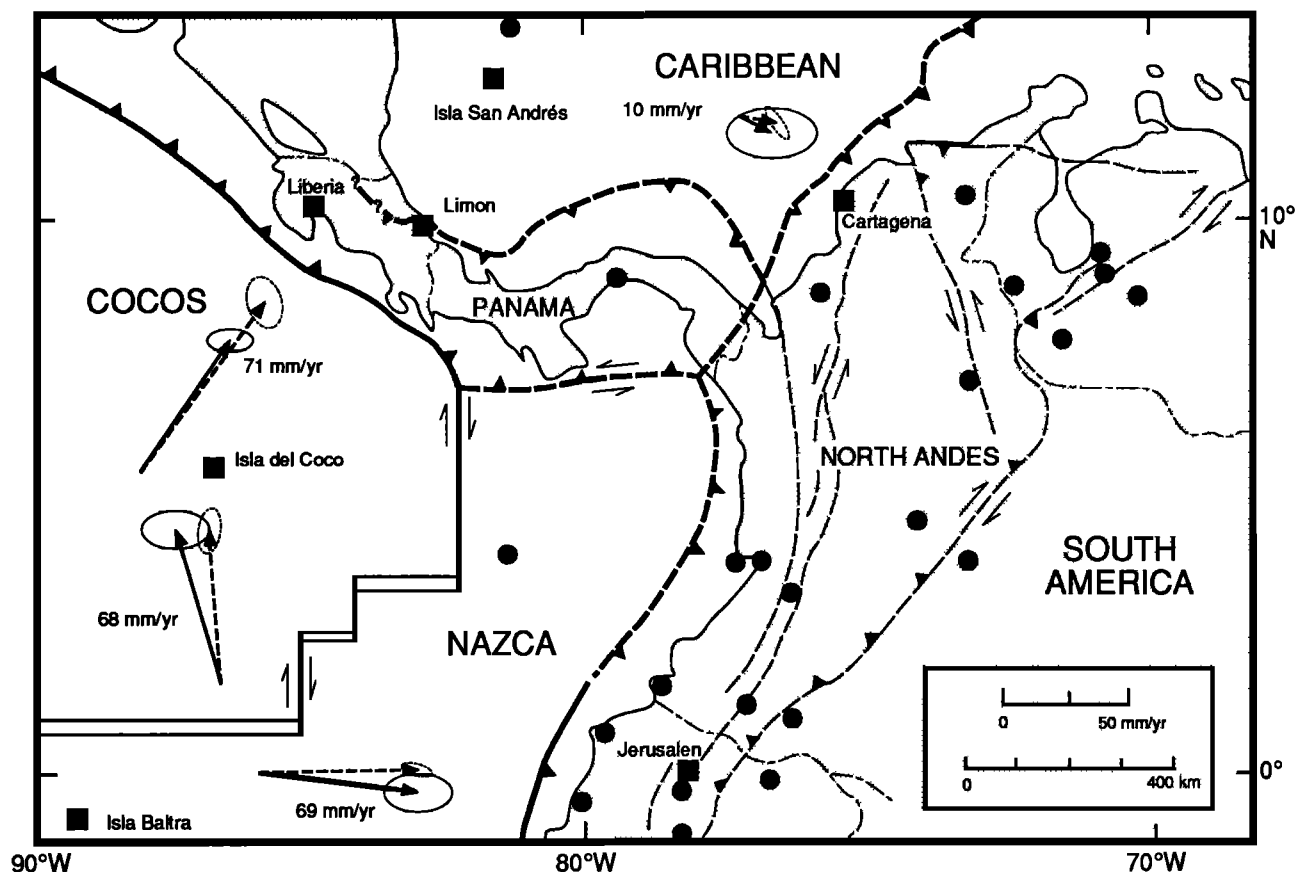 CARIBBEAN
Isla San Andrés
10 mm/yr
Liberia
?
?
Limon
Cartagena
10°
N
COCOS
PANAMA
71 mm/yr
Isla del Coco
NORTH ANDES
SOUTH
AMERICA
68 mm/yr
NAZCA
0
50 mm/yr
Jerusalen
0
400 km
0°
69 mm/yr
Isla Baltra
90°W
80°W
70°W